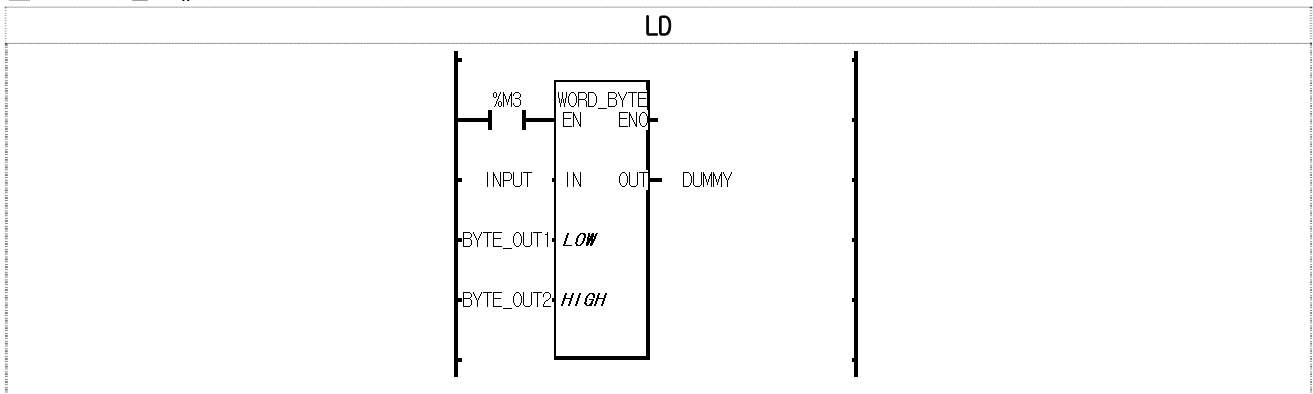 LD
%M3 WORD_BYTE
EN ENO
INPUT IN OUT DUMMY
BYTE_OUT1 LOW
BYTE_OUT2 HIGH